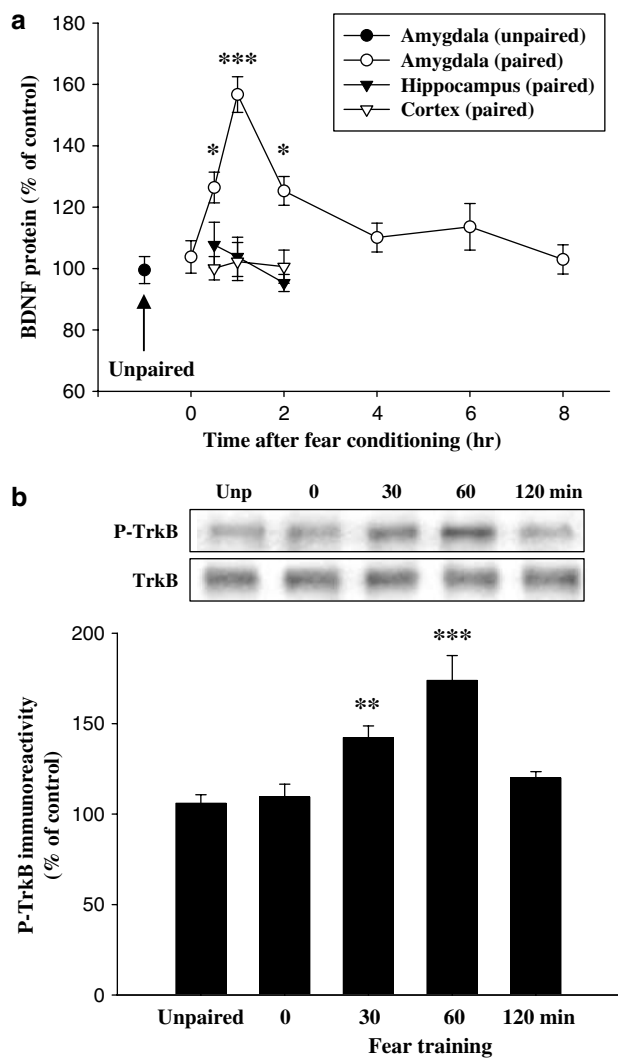 a
180
160
140
120
100
80
60
BDNF protein (% of control)
***
*
*
Amygdala (unpaired)
Amygdala (paired)
Hippocampus (paired)
Cortex (paired)
Unpaired
0
2
4
6
8
Time after fear conditioning (hr)
b
Unp
0
30
60
120 min
P-TrkB
TrkB
200
150
100
50
0
P-TrkB immunoreactivity
(% of control)
**
***
Unpaired
0
30
60
120 min
Fear training